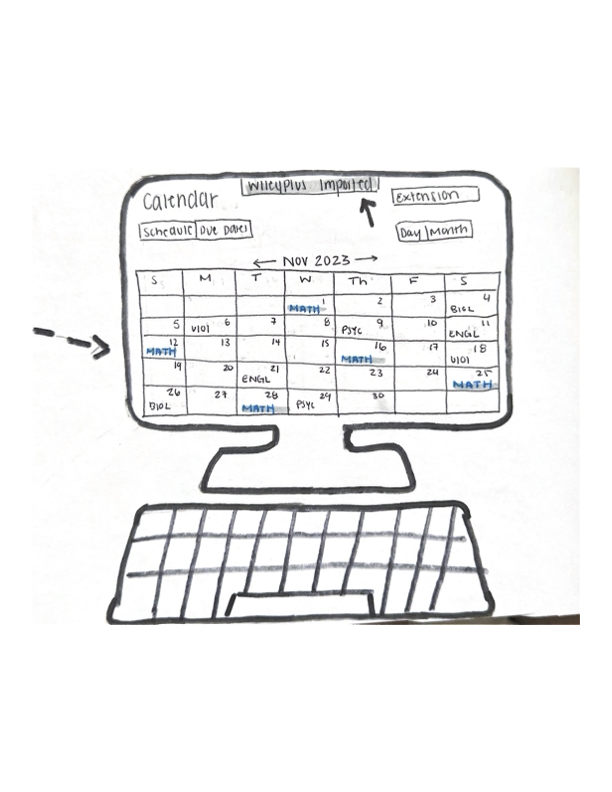 WileyPlus Imported
Calendar
Extension
Schedule Due Dates
Day Month
← NOV 2023 →
S M T W Th F S
1 2 3 4
MATH BIOL
5 6 7 8 9 10 11
V101 PSYC ENGL
12 13 14 15 16 17 18
MATH MATH V101
19 20 21 22 23 24 25
ENGL MATH
26 27 28 29 30
BIOL MATH PSYC